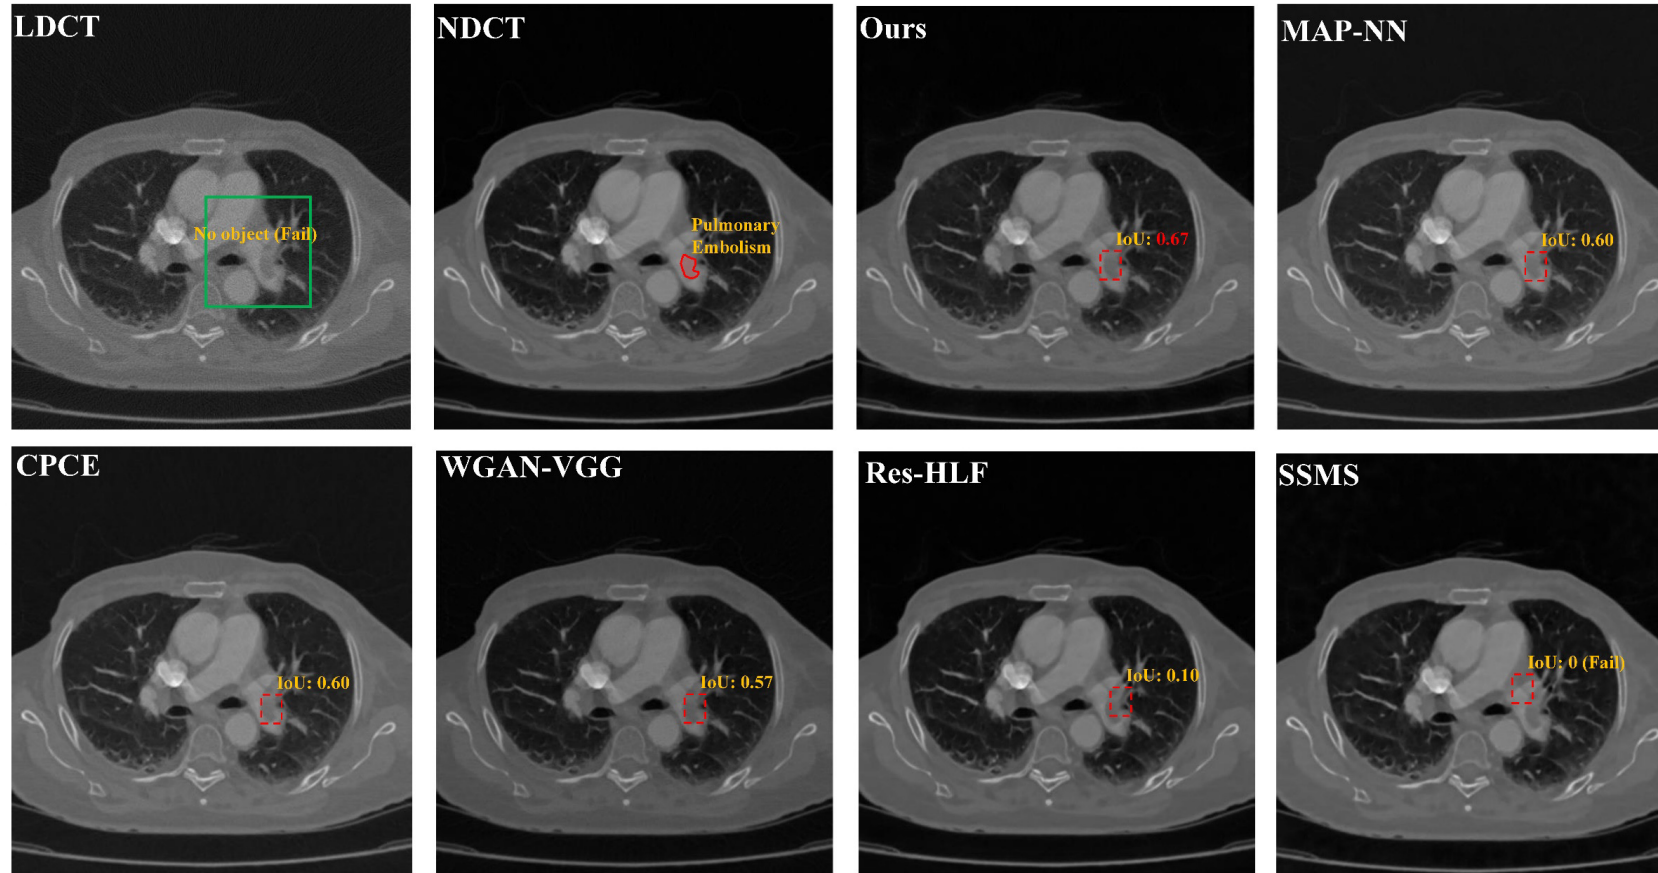 LDCT
NDCT
Ours
MAP-NN
No object (Fail)
Pulmonary
Embolism
IoU: 0.67
IoU: 0.60
CPCE
WGAN-VGG
Res-HLF
SSMS
IoU: 0.60
IoU: 0.57
IoU: 0.10
IoU: 0 (Fail)